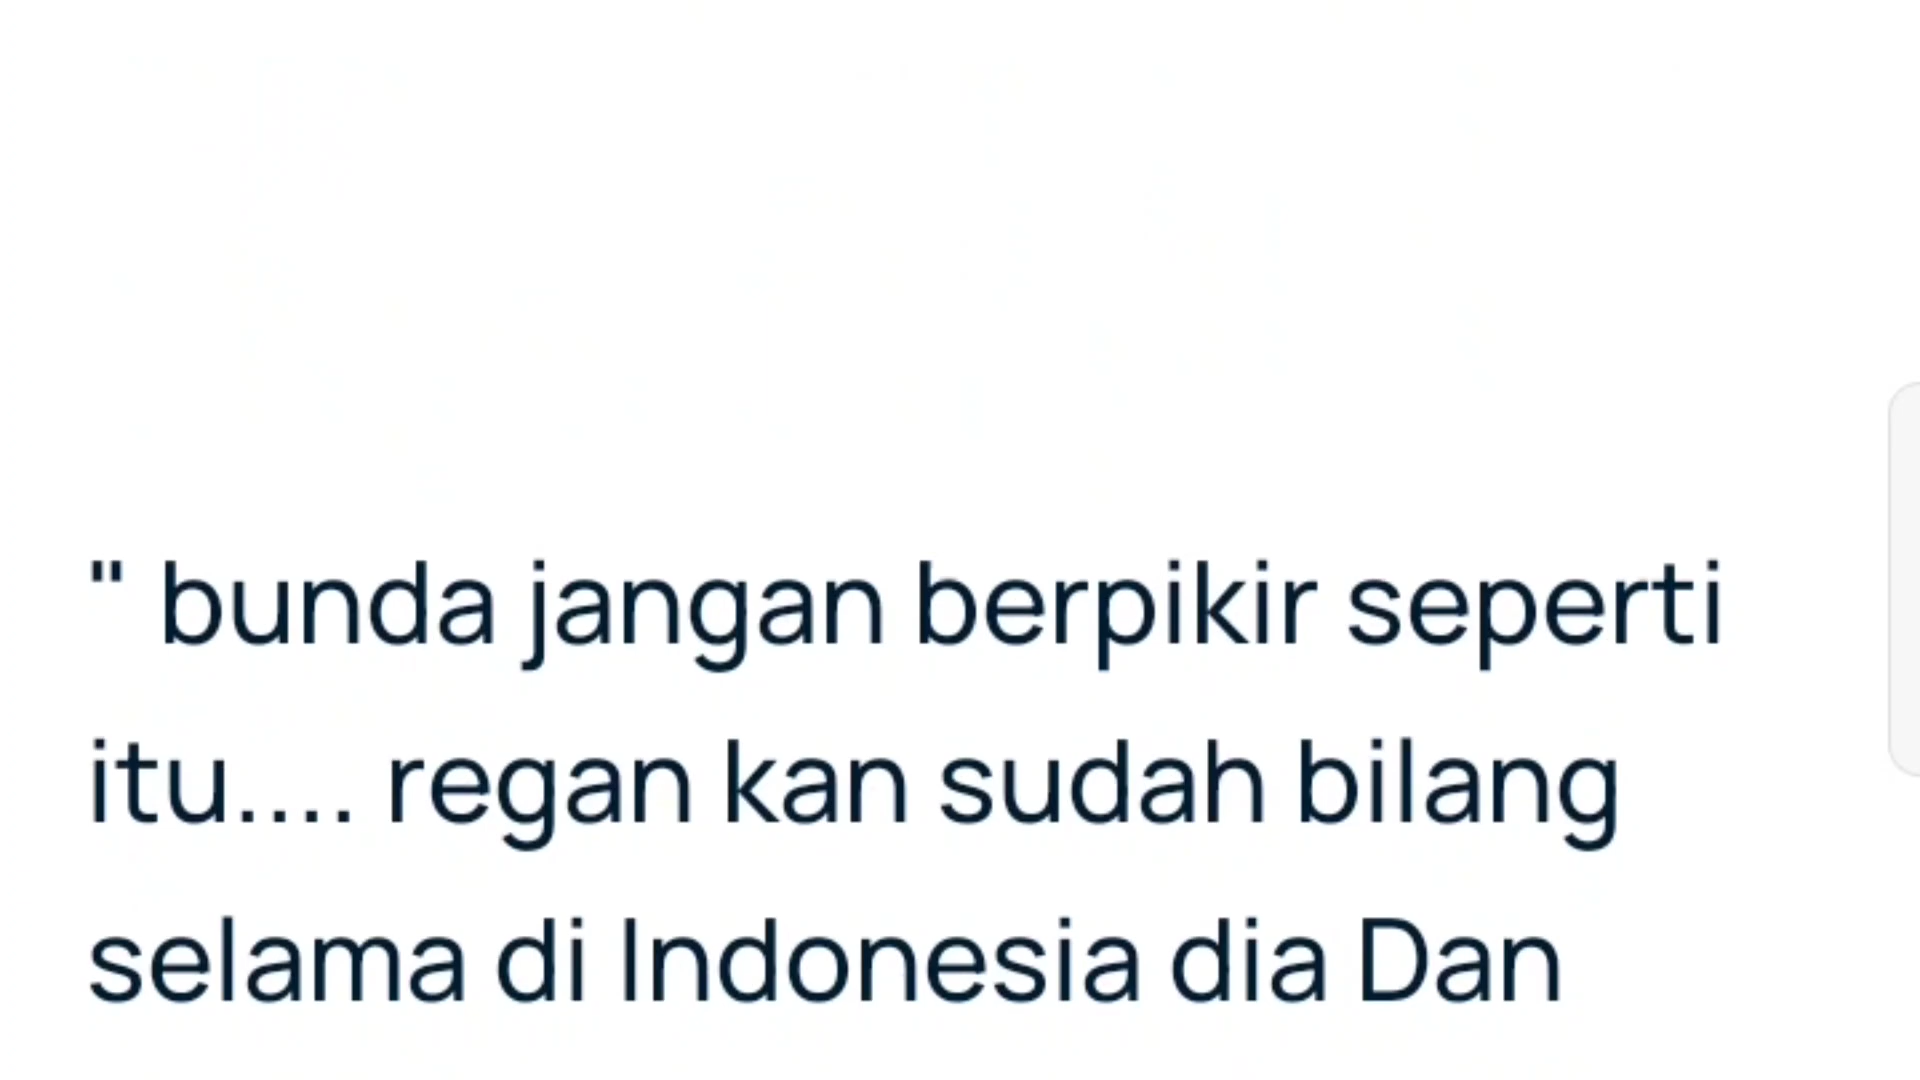 " bunda jangan berpikir seperti
itu.... regan kan sudah bilang
selama di Indonesia dia Dan